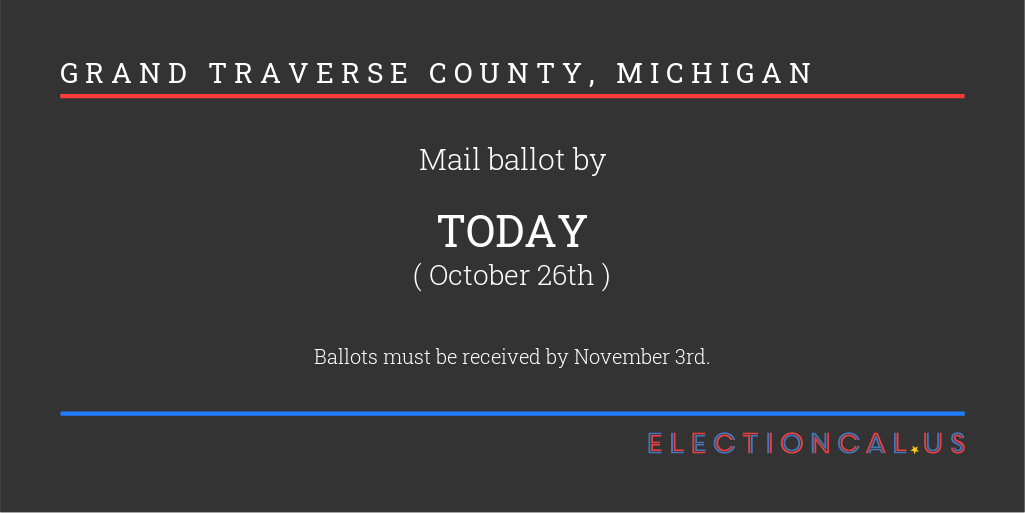 GRAND TRAVERSE COUNTY, MICHIGAN
Mail ballot by
TODAY
( October 26th )
Ballots must be received by November 3rd.
ELECTIONCAL.US